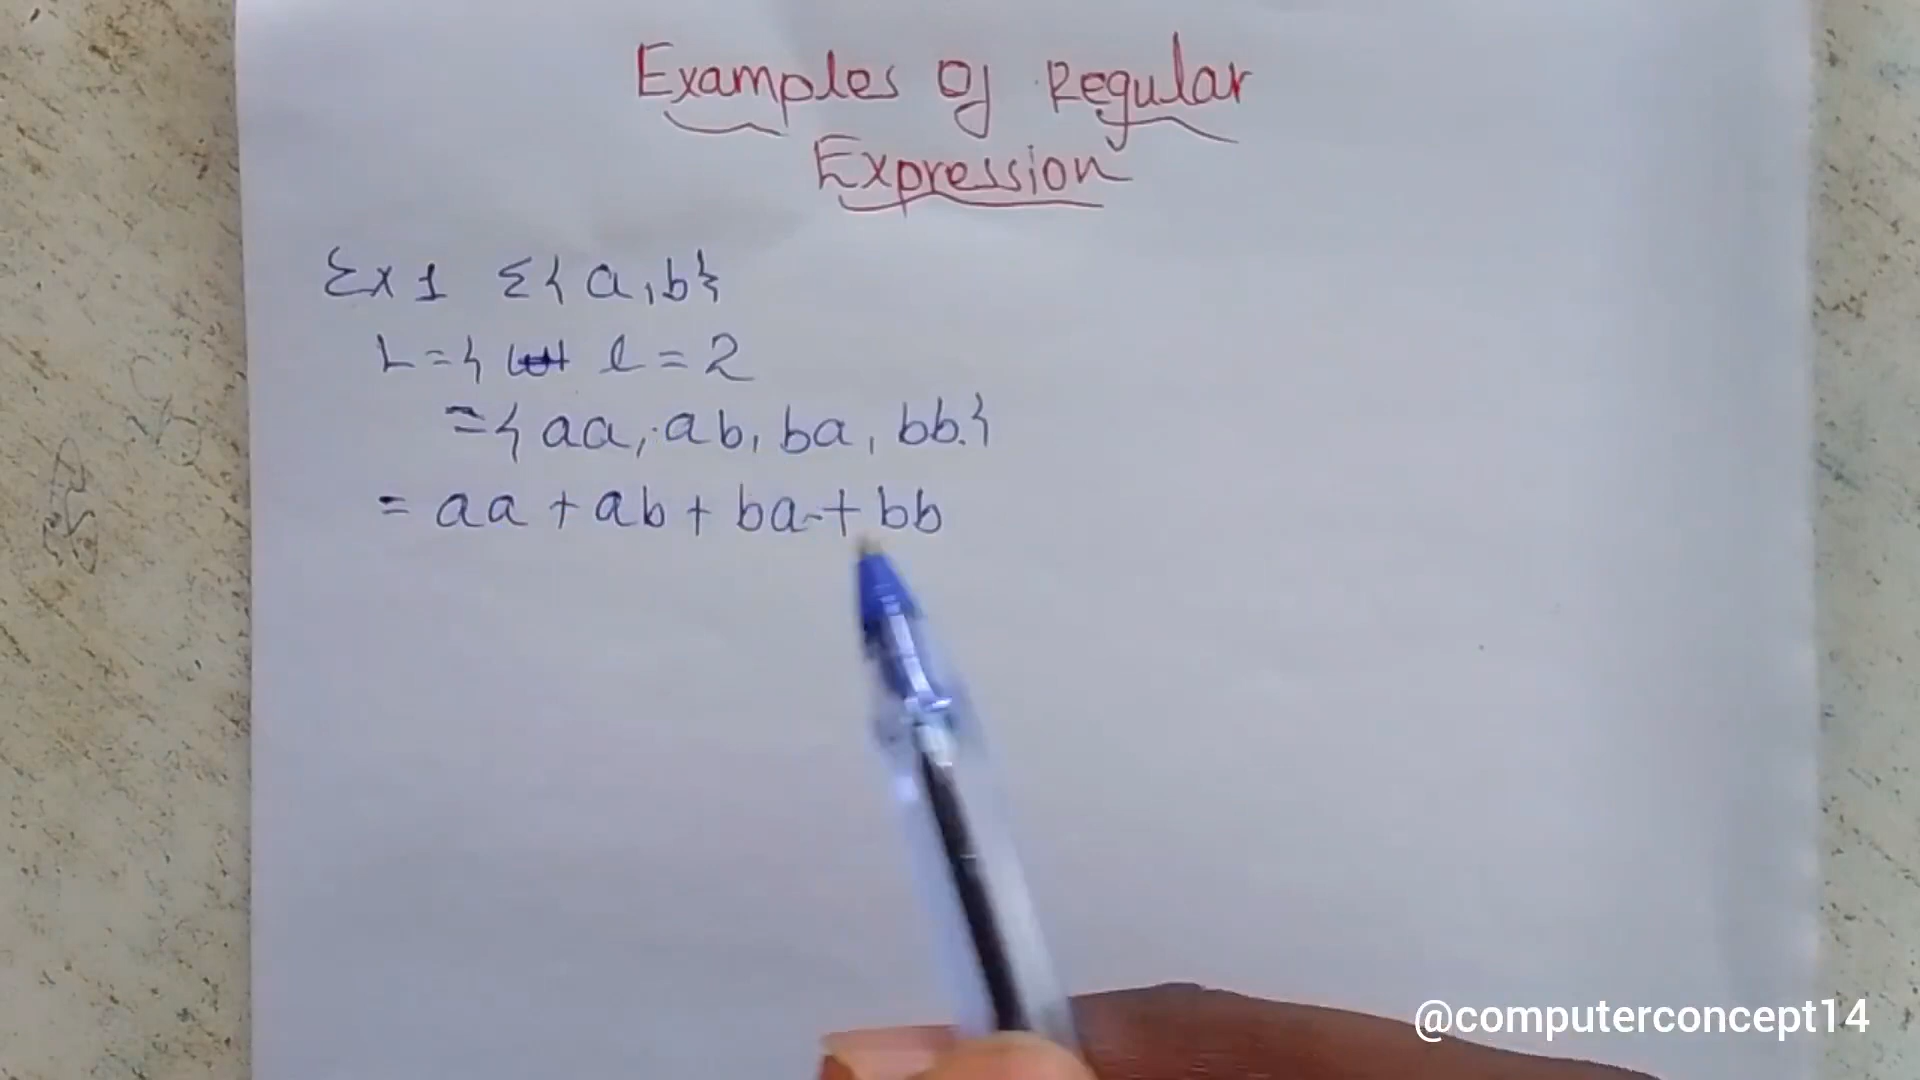 Examples Of Regular
Expression
Ex 1 Σ{a,b}
L={ l=2
={aa, ab, ba, bb.}
= aa + ab + ba + bb
@computerconcept14